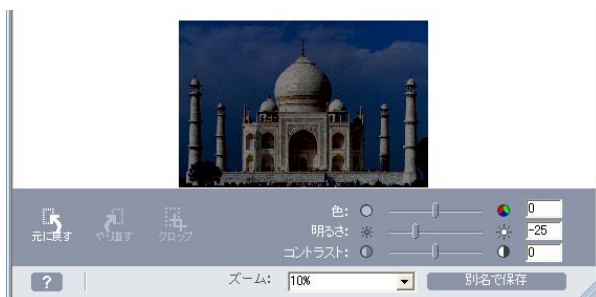 色: 0
明るさ: -25
コントラスト: 0
元に戻す やり直す クロップ
? ズーム: 10% 別名で保存